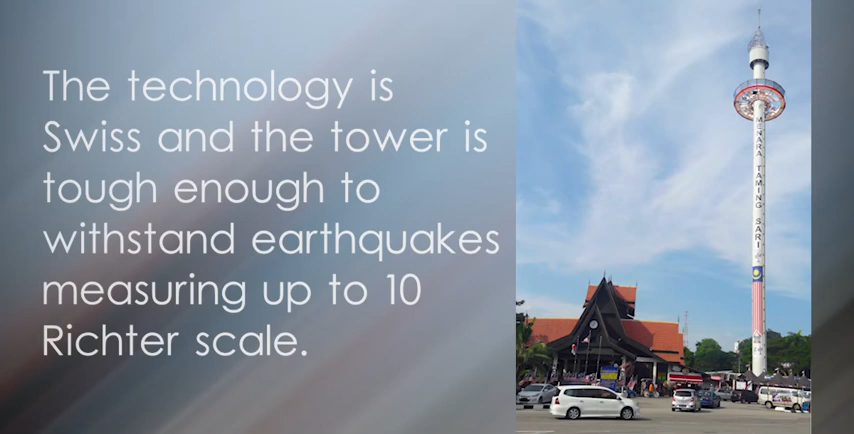 The technology is
Swiss and the tower is
tough enough to
withstand earthquakes
measuring up to 10
Richter scale.
MENARA TAMING SARI